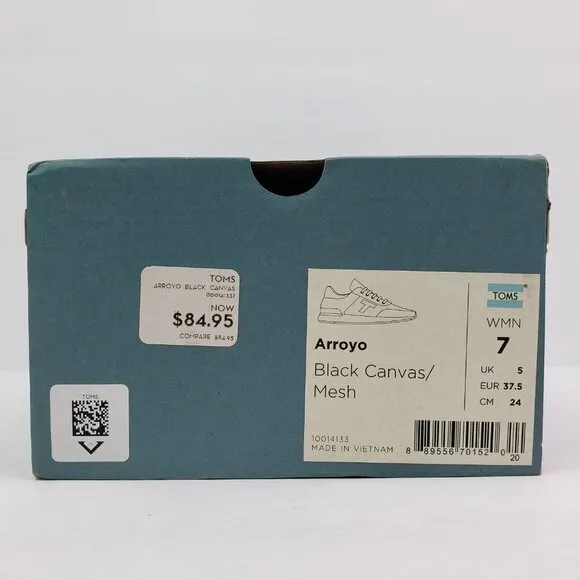 TOMS
ARROYO BLACK CANVAS
(10014133)
NOW
$84.95
COMPARE $84.95
TOMS
Arroyo
Black Canvas/
Mesh
10014133
MADE IN VIETNAM
TOMS
WMN
7
UK 5
EUR 37.5
CM 24
8 89556 70152 0
20